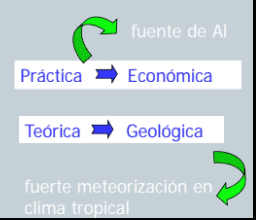 fuente de Al
Práctica Económica
Teórica Geológica
fuerte meteorización en
clima tropical